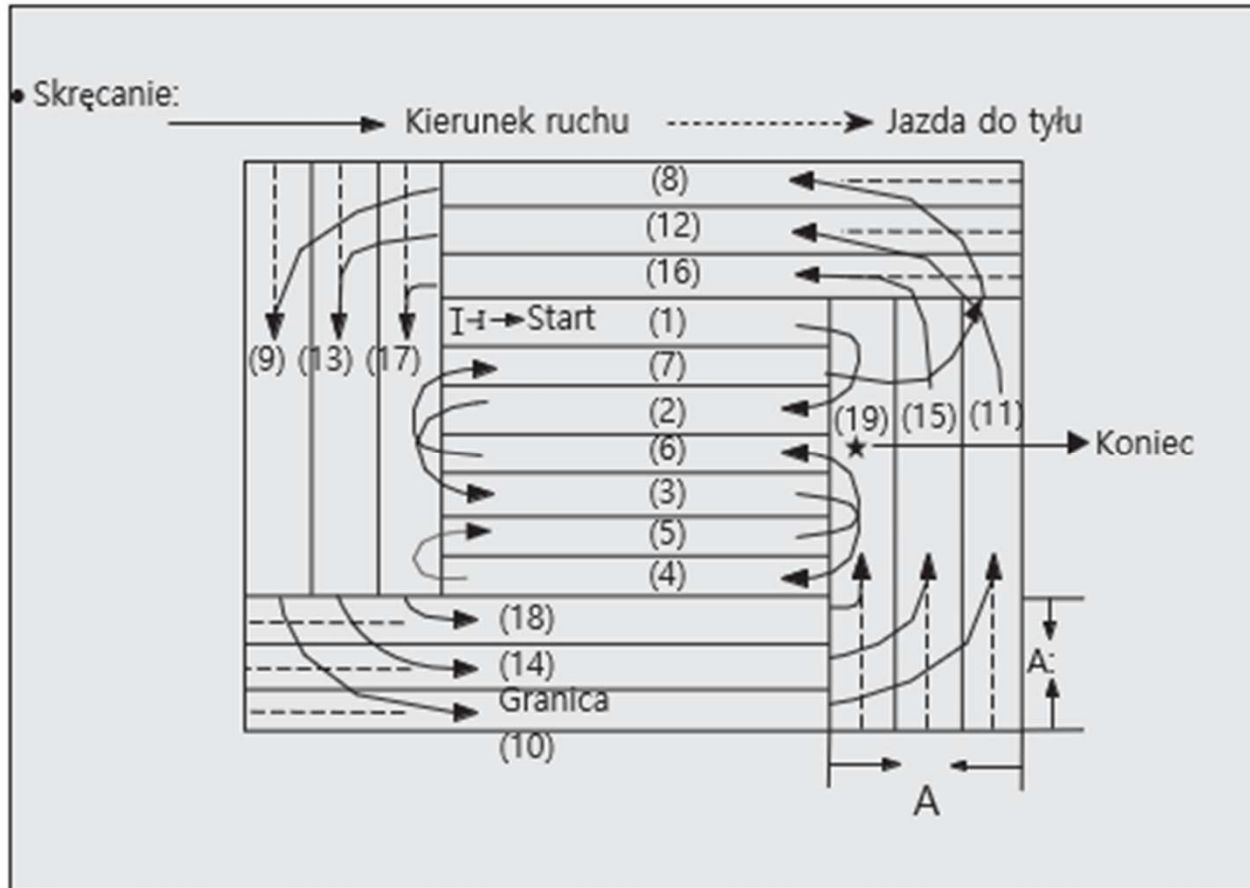 • Skręcanie:
Kierunek ruchu
Jazda do tyłu
(8)
(12)
(16)
Start
(1)
(9) (13) (17)
(7)
(2)
(19) (15) (11)
(6)
Koniec
(3)
(5)
(4)
(18)
(14)
A:
Granica
(10)
A